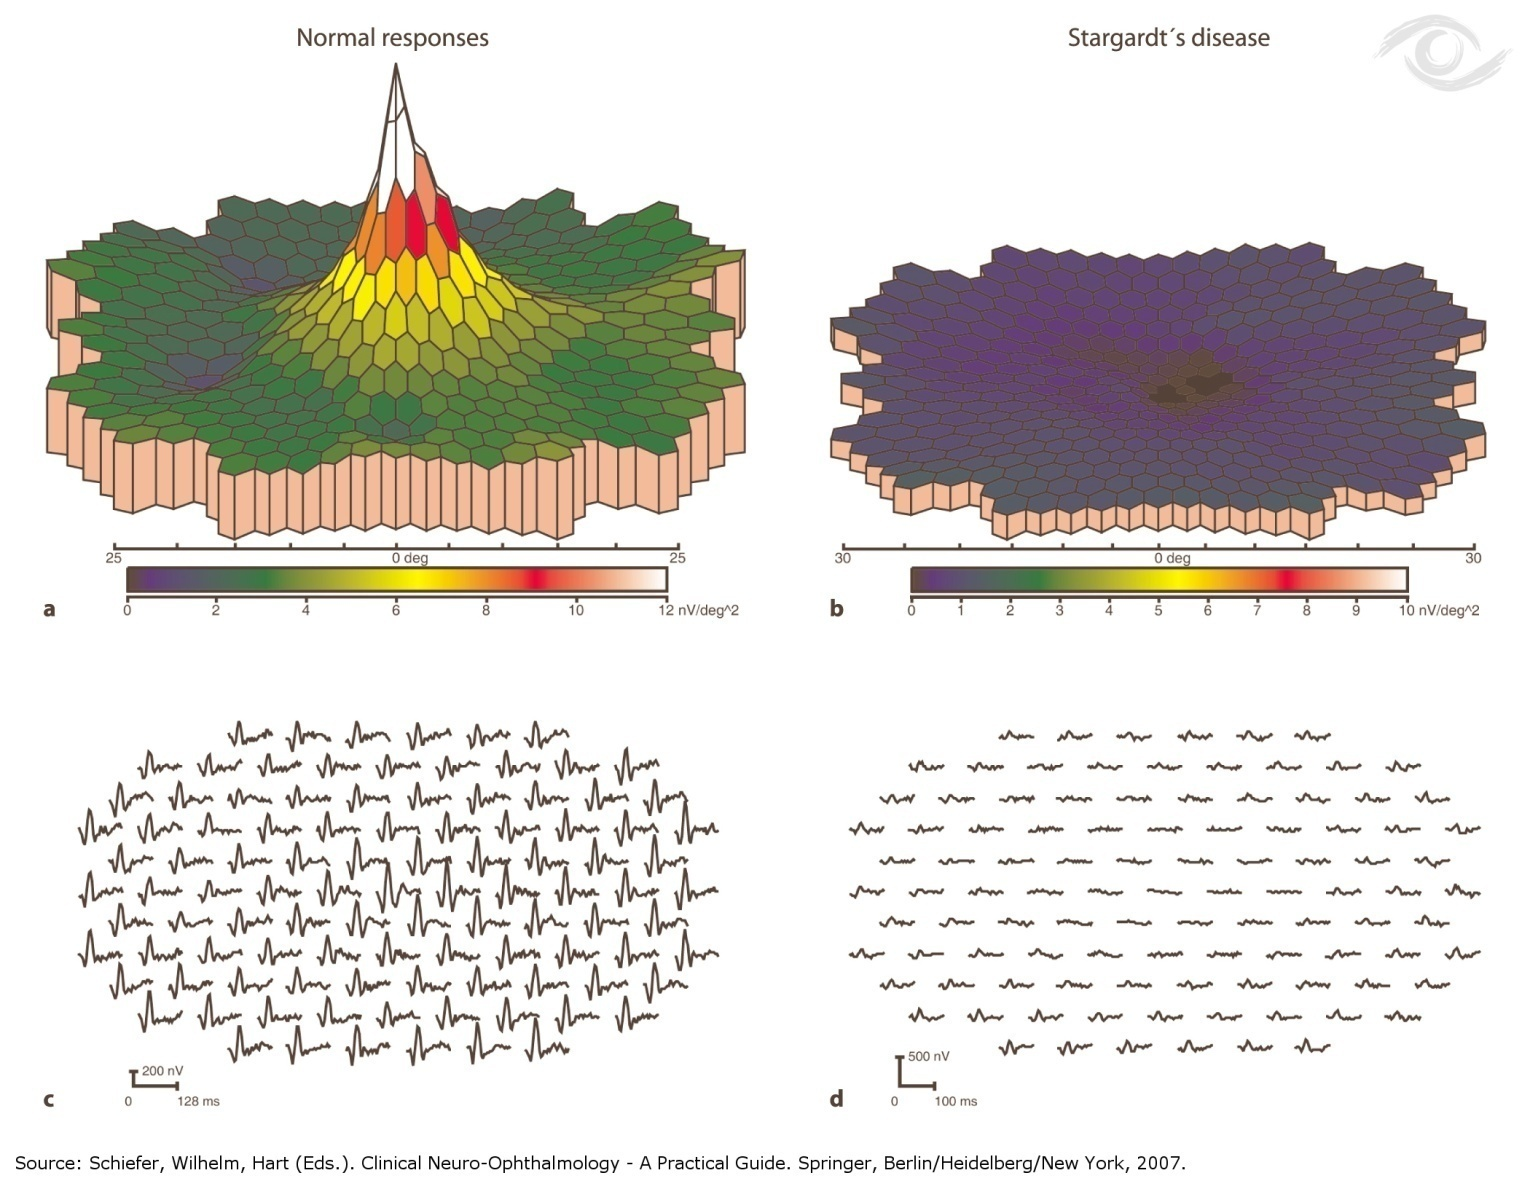 Normal responses
Stargardt´s disease
25 0 deg 25
0 2 4 6 8 10 12 nV/deg^2
a
30 0 deg 30
0 1 2 3 4 5 6 7 8 9 10 nV/deg^2
b
200 nV
0 128 ms
c
500 nV
0 100 ms
d
Source: Schiefer, Wilhelm, Hart (Eds.). Clinical Neuro-Ophthalmology - A Practical Guide. Springer, Berlin/Heidelberg/New York, 2007.